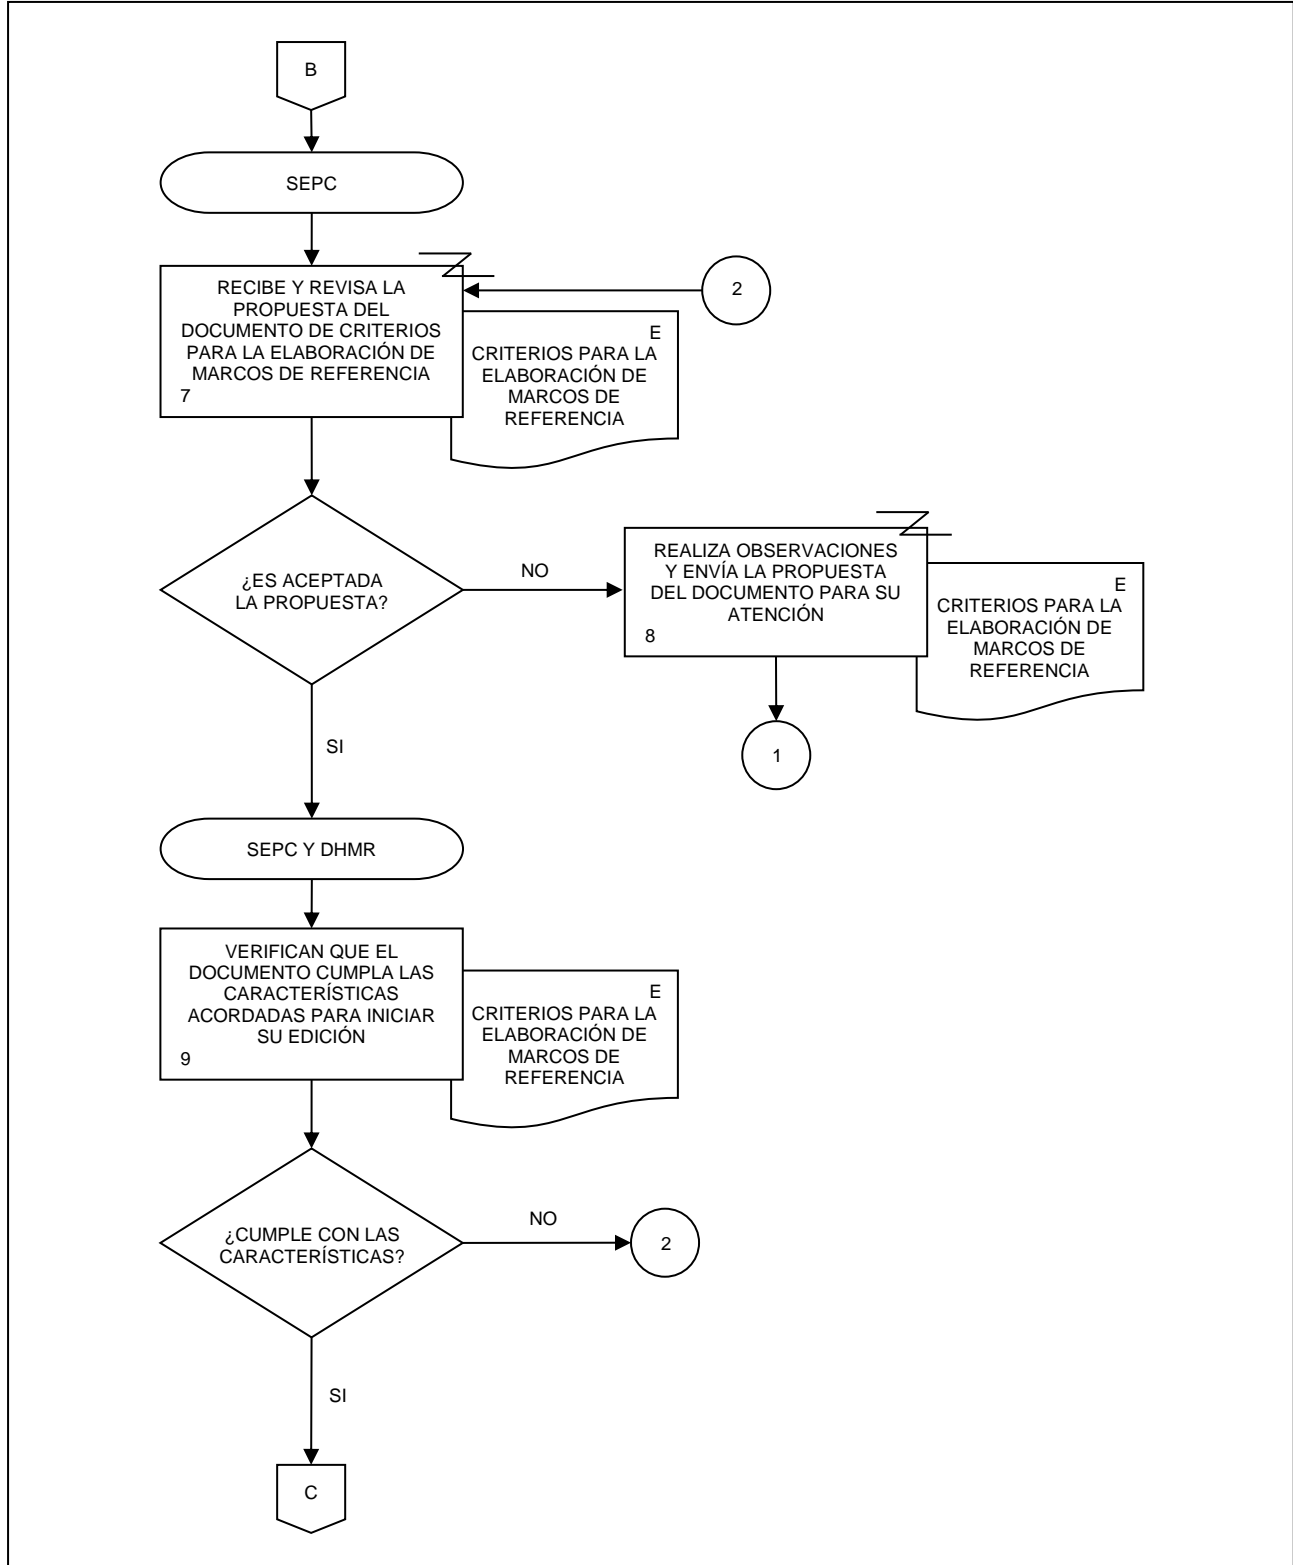 B
SEPC
RECIBE Y REVISA LA
PROPUESTA DEL
DOCUMENTO DE CRITERIOS
PARA LA ELABORACIÓN DE
MARCOS DE REFERENCIA
7
2
E
CRITERIOS PARA LA
ELABORACIÓN DE
MARCOS DE
REFERENCIA
¿ES ACEPTADA
LA PROPUESTA?
NO
REALIZA OBSERVACIONES
Y ENVÍA LA PROPUESTA
DEL DOCUMENTO PARA SU
ATENCIÓN
8
E
CRITERIOS PARA LA
ELABORACIÓN DE
MARCOS DE
REFERENCIA
1
SI
SEPC Y DHMR
VERIFICAN QUE EL
DOCUMENTO CUMPLA LAS
CARACTERÍSTICAS
ACORDADAS PARA INICIAR
SU EDICIÓN
9
E
CRITERIOS PARA LA
ELABORACIÓN DE
MARCOS DE
REFERENCIA
¿CUMPLE CON LAS
CARACTERÍSTICAS?
NO
2
SI
C